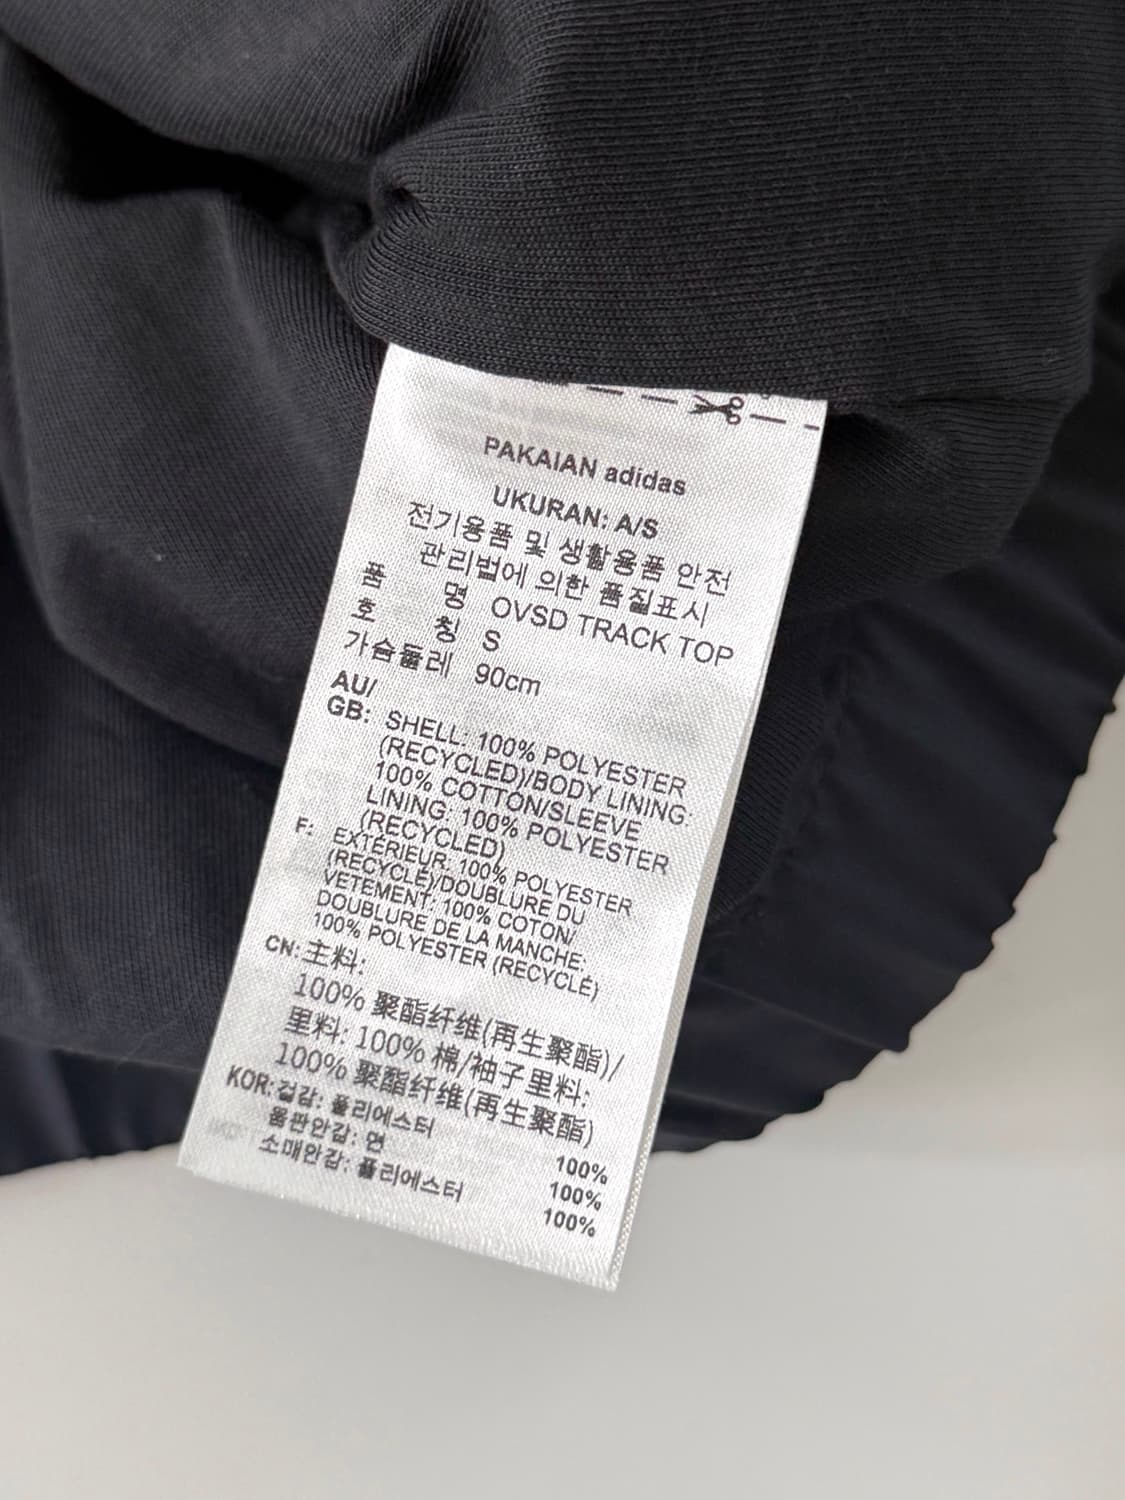 PAKAIAN adidas
UKURAN: A/S
전기용품 및 생활용품 안전
관리법에 의한 품질표시
품 명 OVSD TRACK TOP
호 칭 S
가슴둘레 90cm
AU/
GB: SHELL: 100% POLYESTER
(RECYCLED)/BODY LINING:
100% COTTON/SLEEVE
LINING: 100% POLYESTER
(RECYCLED)
F: EXTÉRIEUR: 100% POLYESTER
(RECYCLÉ)/DOUBLURE DU
VETEMENT: 100% COTON/
DOUBLURE DE LA MANCHE:
100% POLYESTER (RECYCLÉ)
CN: 主料:
100% 聚酯纤维(再生聚酯)/
里料: 100% 棉/袖子里料:
100% 聚酯纤维(再生聚酯)
KOR: 겉감: 폴리에스터 100%
몸판안감: 면 100%
소매안감: 폴리에스터 100%